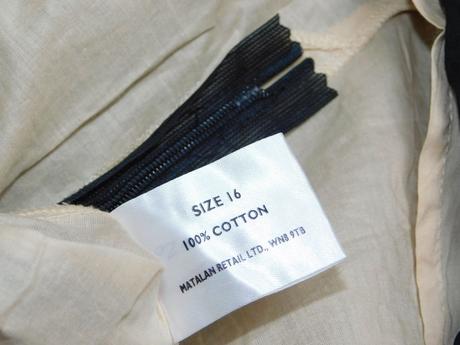 SIZE 16
100% COTTON
MATALAN RETAIL LTD., WN8 9TB